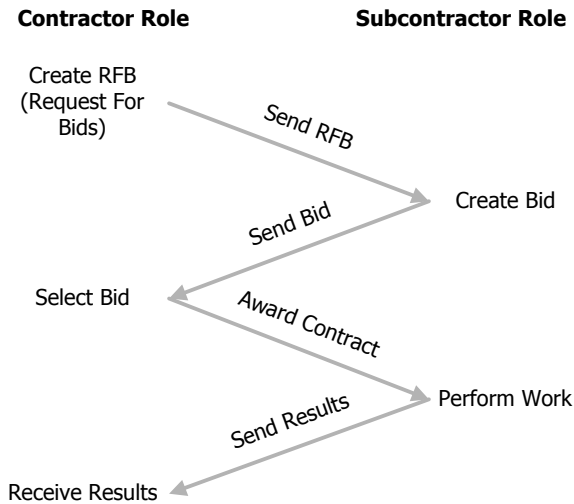 Contractor Role
Subcontractor Role
Create RFB
(Request For
Bids)
Send RFB
Create Bid
Send Bid
Select Bid
Award Contract
Perform Work
Send Results
Receive Results